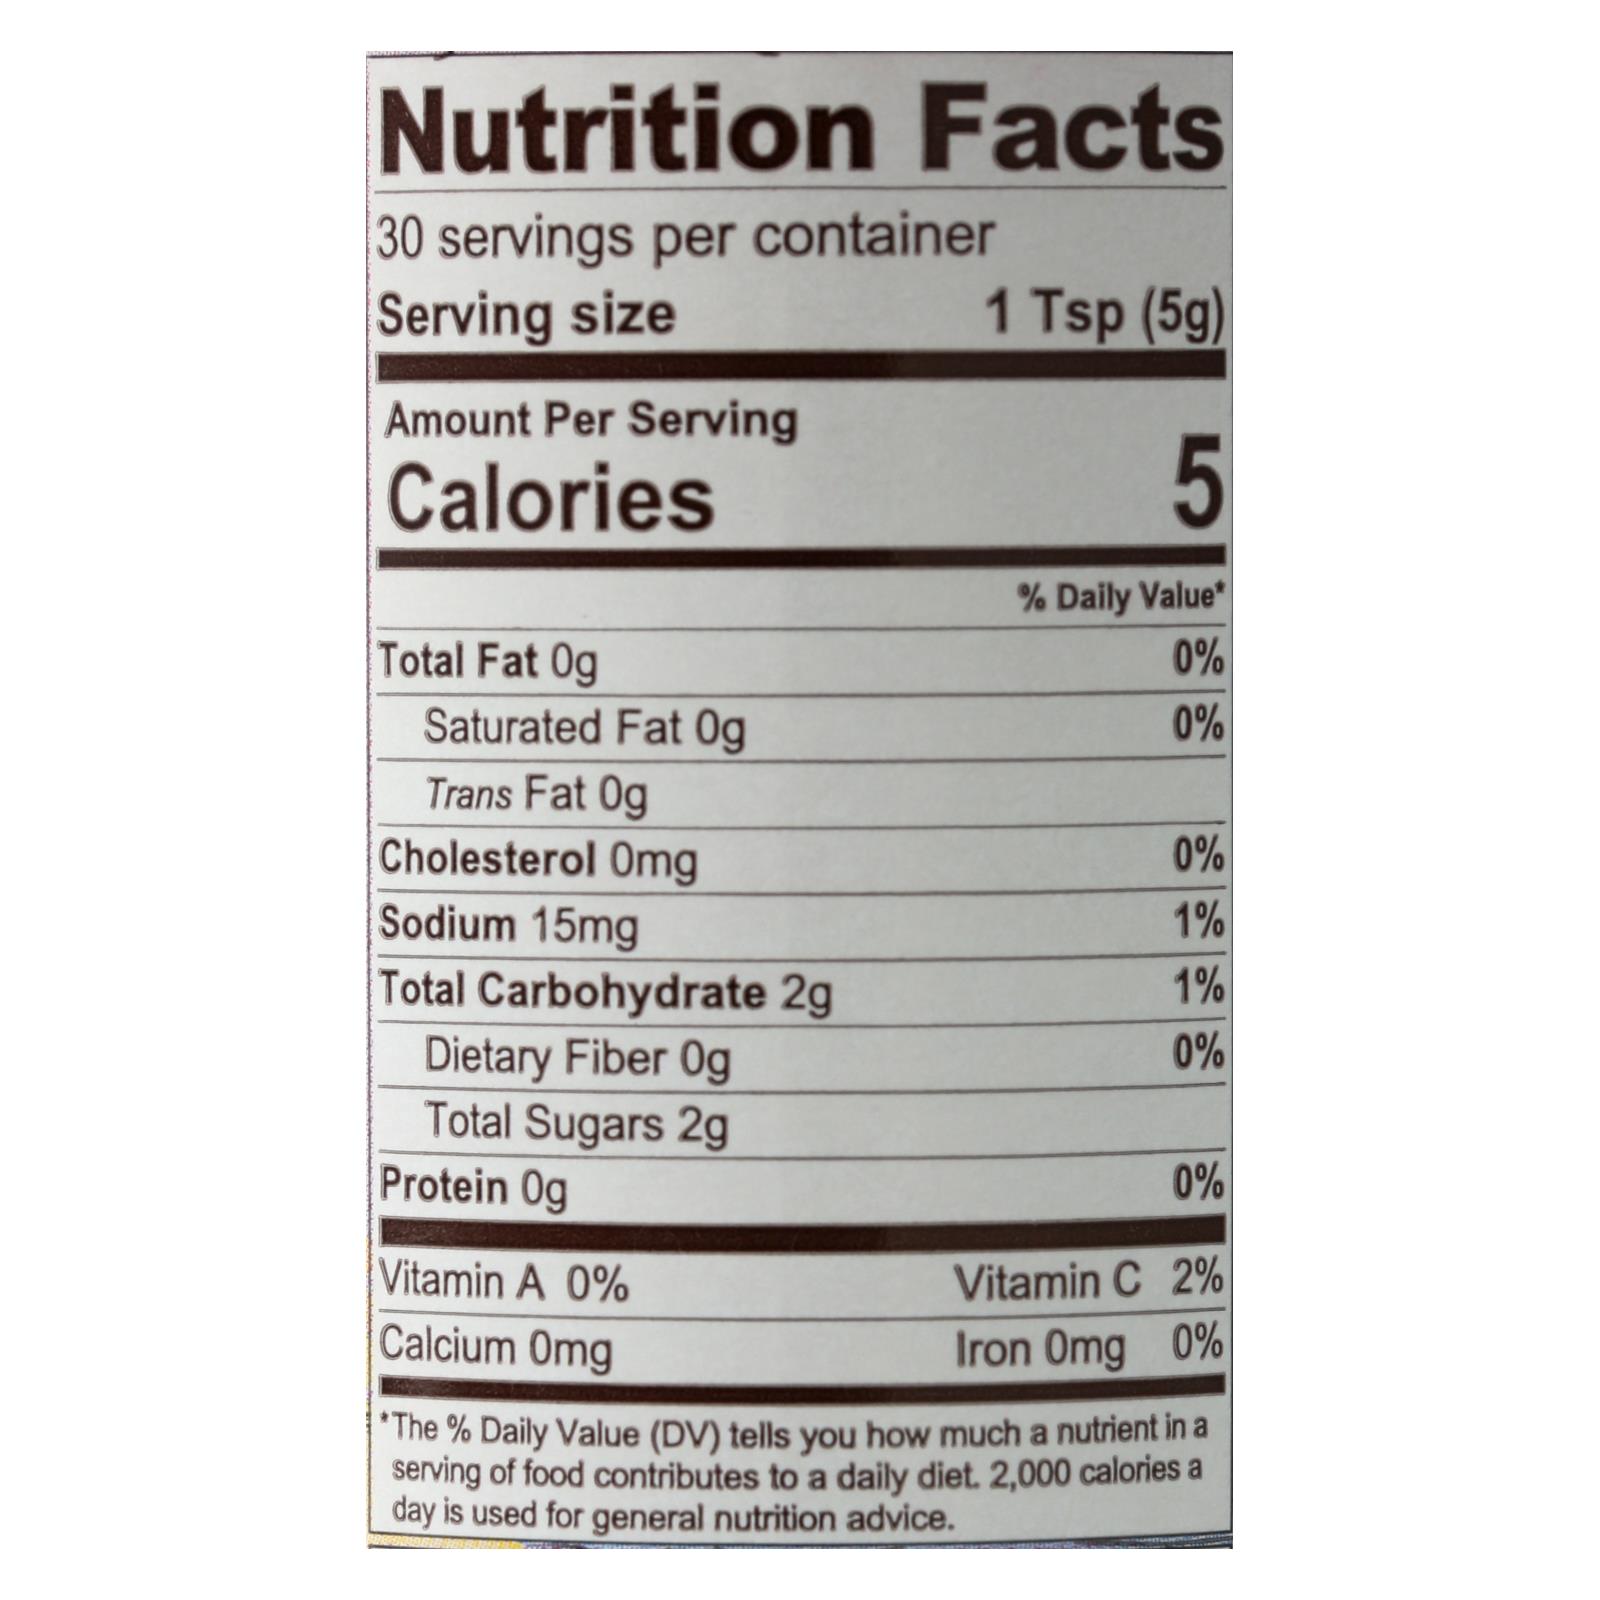 Nutrition Facts
30 servings per container
Serving size 1 Tsp (5g)
Amount Per Serving
Calories 5
% Daily Value*
Total Fat 0g 0%
Saturated Fat 0g 0%
Trans Fat 0g
Cholesterol 0mg 0%
Sodium 15mg 1%
Total Carbohydrate 2g 1%
Dietary Fiber 0g 0%
Total Sugars 2g
Protein 0g 0%
Vitamin A 0% Vitamin C 2%
Calcium 0mg Iron 0mg 0%
*The % Daily Value (DV) tells you how much a nutrient in a
serving of food contributes to a daily diet. 2,000 calories a
day is used for general nutrition advice.